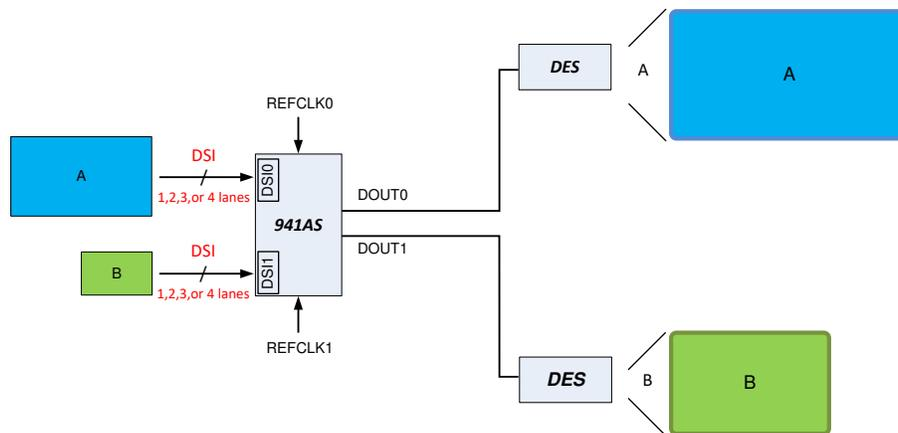 DES
A
A
REFCLK0
A
DSI
1,2,3,or 4 lanes
DSI0
DOUT0
941AS
DOUT1
B
DSI
1,2,3,or 4 lanes
DSI1
REFCLK1
DES
B
B